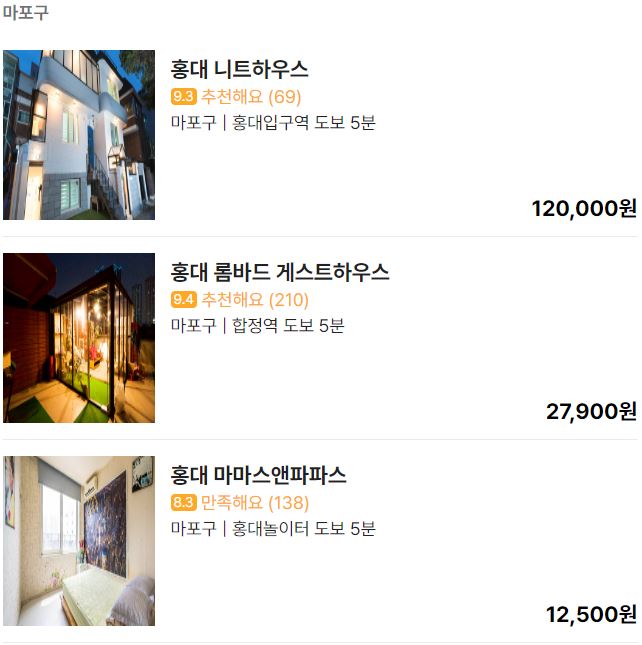 마포구
홍대 니트하우스
9.3 추천해요 (69)
마포구 | 홍대입구역 도보 5분
120,000원
홍대 롬바드 게스트하우스
9.4 추천해요 (210)
마포구 | 합정역 도보 5분
27,900원
홍대 마마스앤파파스
8.3 만족해요 (138)
마포구 | 홍대놀이터 도보 5분
12,500원